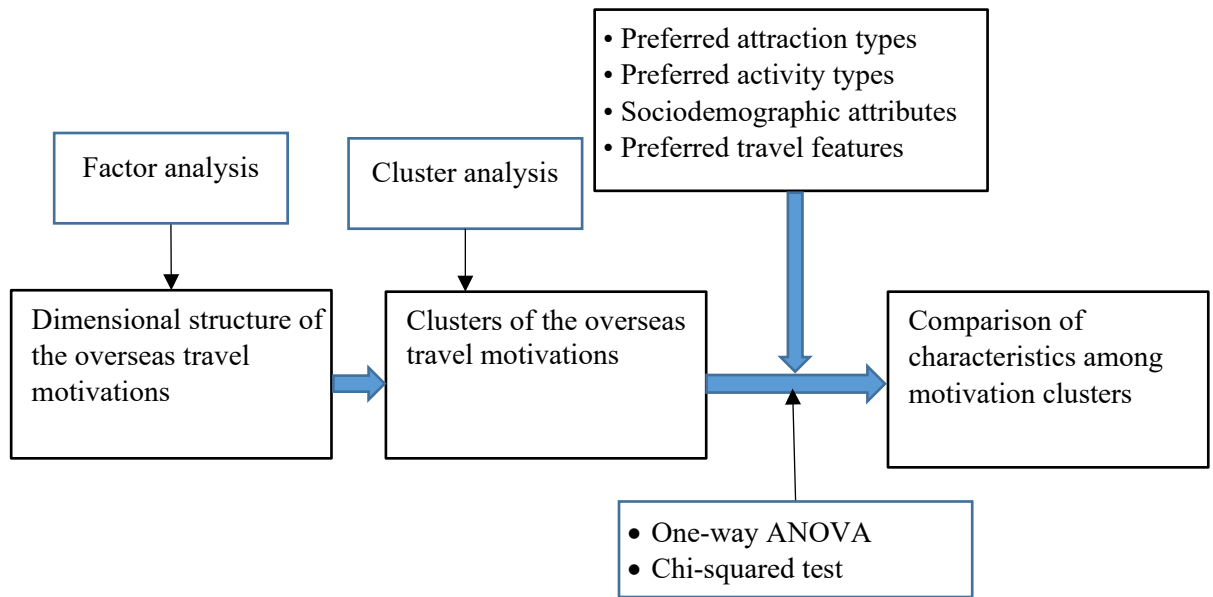 • Preferred attraction types
• Preferred activity types
• Sociodemographic attributes
• Preferred travel features
Factor analysis
Cluster analysis
Dimensional structure of
the overseas travel
motivations
Clusters of the overseas
travel motivations
Comparison of
characteristics among
motivation clusters
• One-way ANOVA
• Chi-squared test